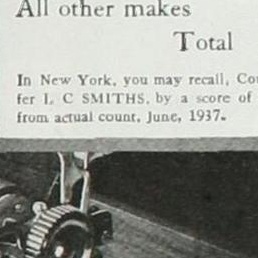 All other makes
Total
In New York, you may recall, Cou
fer L C SMITHS, by a score of
from actual count, June, 1937.